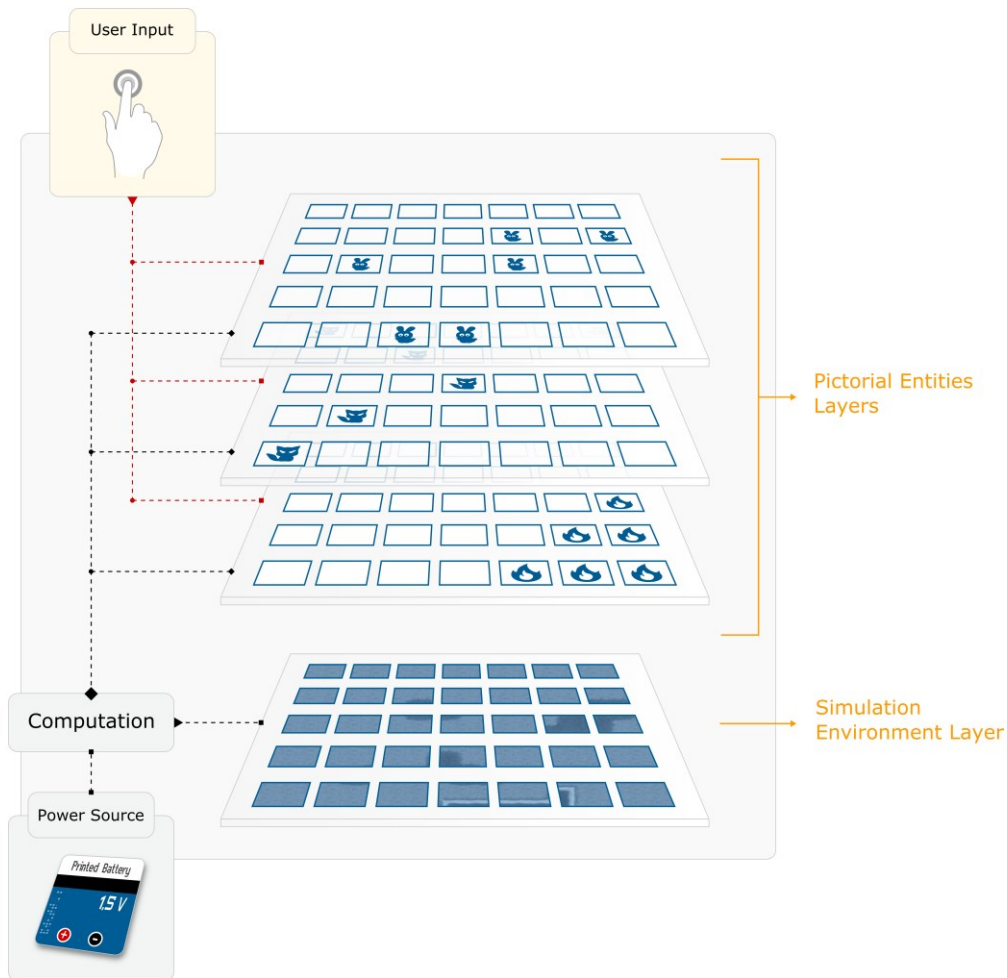 User Input
Pictorial Entities
Layers
Computation
Simulation
Environment Layer
Power Source
Printed Battery
1,5 V
+
-